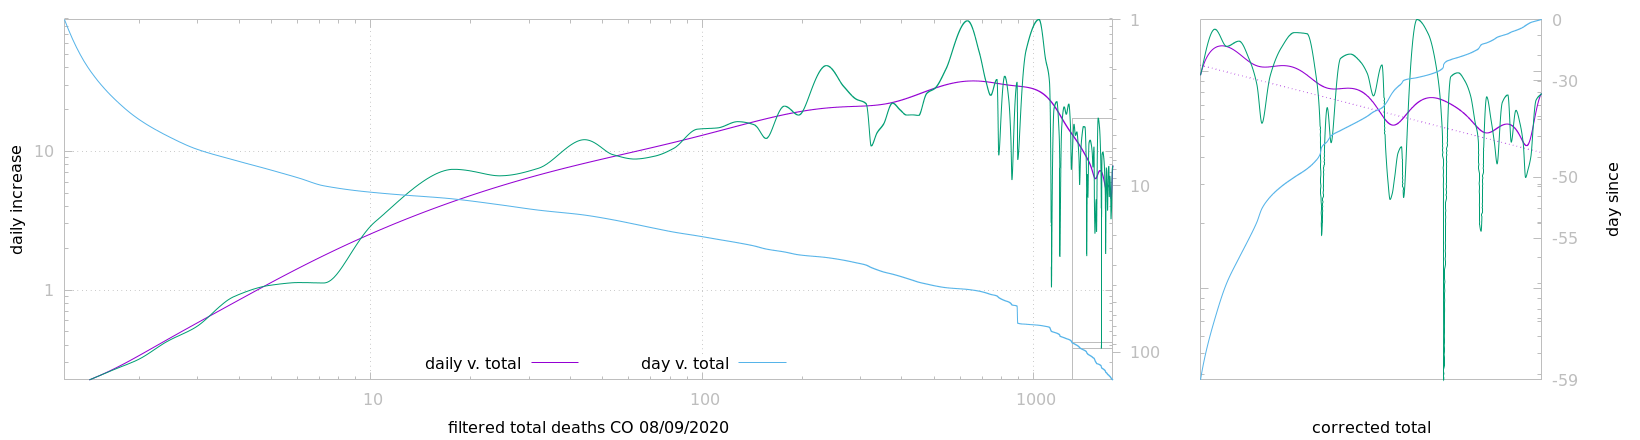 1
0
-30
10
daily increase
-50
10
day since
-55
1
daily v. total
day v. total
100
-59
10
100
1000
filtered total deaths CO 08/09/2020
corrected total